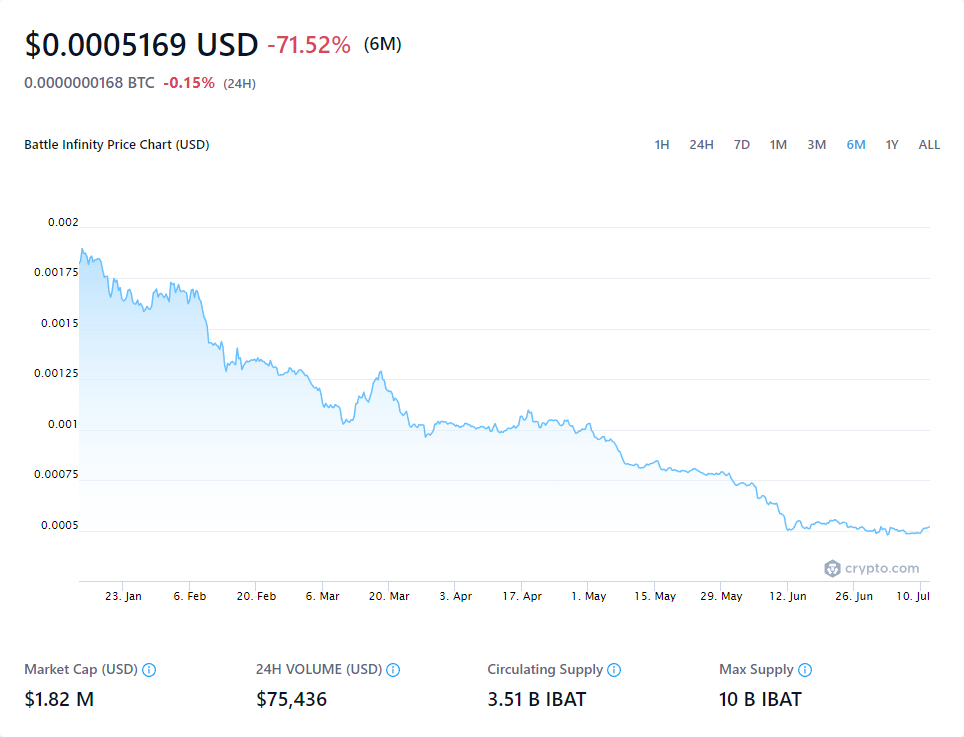 $0.0005169 USD -71.52% (6M)
0.0000000168 BTC -0.15% (24H)
Battle Infinity Price Chart (USD) 1H 24H 7D 1M 3M 6M 1Y ALL
0.002
0.00175
0.0015
0.00125
0.001
0.00075
0.0005
crypto.com
23. Jan 6. Feb 20. Feb 6. Mar 20. Mar 3. Apr 17. Apr 1. May 15. May 29. May 12. Jun 26. Jun 10. Jul
Market Cap (USD) 24H VOLUME (USD) Circulating Supply Max Supply
$1.82 M $75,436 3.51 B IBAT 10 B IBAT